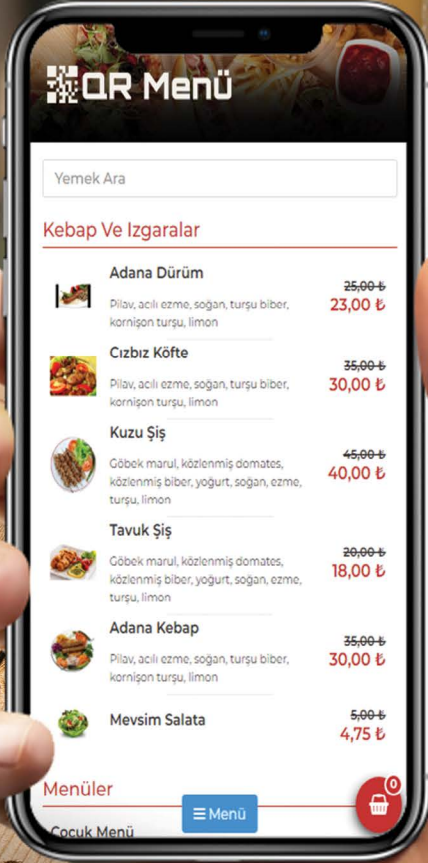 QR Menü
Yemek Ara
Kebap Ve Izgaralar
Adana Dürüm
25,00 ₺
Pilav, acılı ezme, soğan, turşu biber,
23,00 ₺
kornişon turşu, limon
Cızbız Köfte
35,00 ₺
Pilav, acılı ezme, soğan, turşu biber,
30,00 ₺
kornişon turşu, limon
Kuzu Şiş
45,00 ₺
Göbek marul, közlenmiş domates,
40,00 ₺
közlenmiş biber, yoğurt, soğan, ezme,
turşu, limon
Tavuk Şiş
20,00 ₺
Göbek marul, közlenmiş domates,
18,00 ₺
közlenmiş biber, yoğurt, soğan, ezme,
turşu, limon
Adana Kebap
35,00 ₺
Pilav, acılı ezme, soğan, turşu biber,
30,00 ₺
kornişon turşu, limon
Mevsim Salata
5,00 ₺
4,75 ₺
Menüler
0
Menü
Çocuk Menü